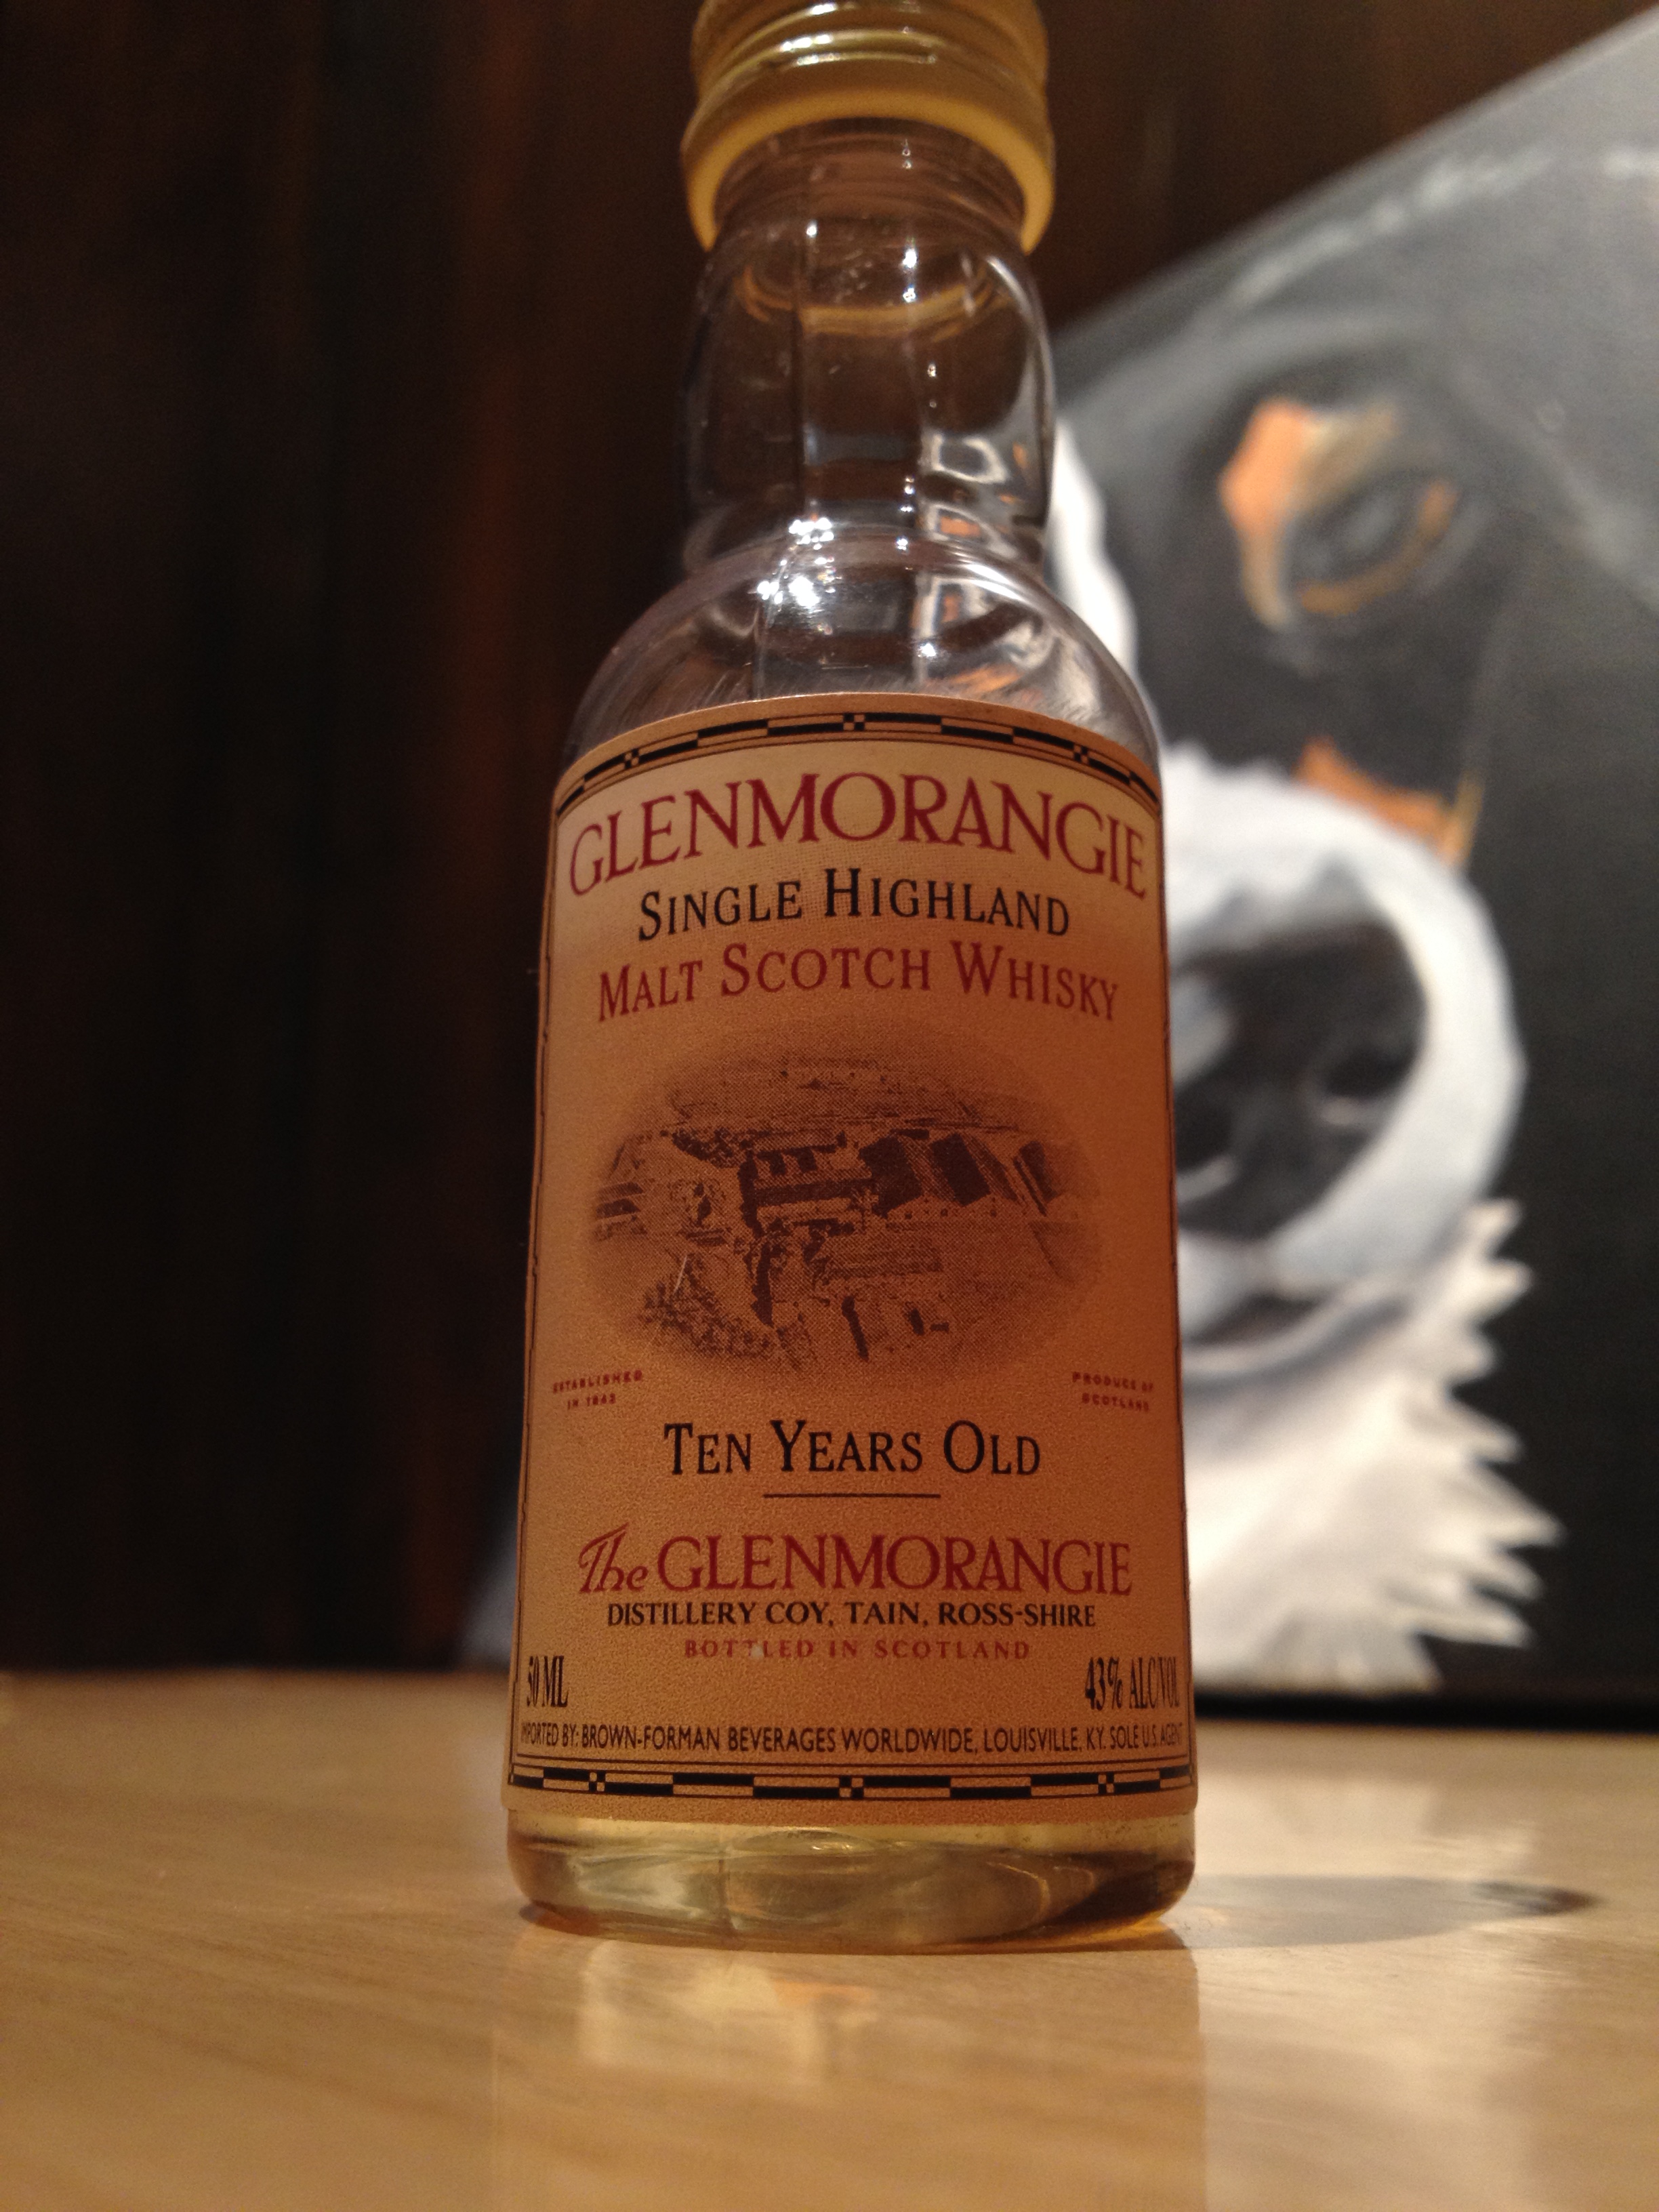 GLENMORANGIE
SINGLE HIGHLAND
MALT SCOTCH WHISKY
ESTABLISHED
IN 1843
PRODUCE OF
SCOTLAND
TEN YEARS OLD
The GLENMORANGIE
DISTILLERY COY, TAIN, ROSS-SHIRE
BOTTLED IN SCOTLAND
50 ML
43% ALC/VOL
IMPORTED BY: BROWN-FORMAN BEVERAGES WORLDWIDE, LOUISVILLE, KY. SOLE U.S. AGENT